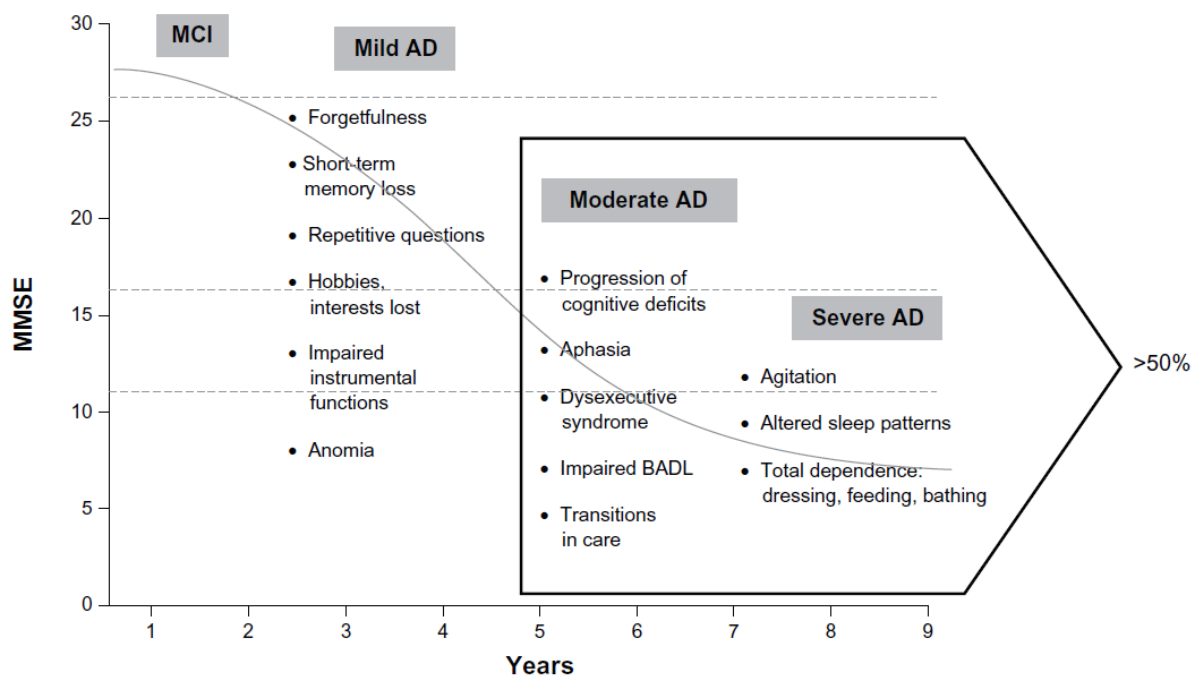 30
25
20
15
10
5
0
MMSE
MCI
Mild AD
• Forgetfulness
• Short-term
memory loss
• Repetitive questions
• Hobbies,
interests lost
• Impaired
instrumental
functions
• Anomia
Moderate AD
• Progression of
cognitive deficits
• Aphasia
• Dysexecutive
syndrome
• Impaired BADL
• Transitions
in care
Severe AD
• Agitation
• Altered sleep patterns
• Total dependence:
dressing, feeding, bathing
>50%
1 2 3 4 5 6 7 8 9
Years